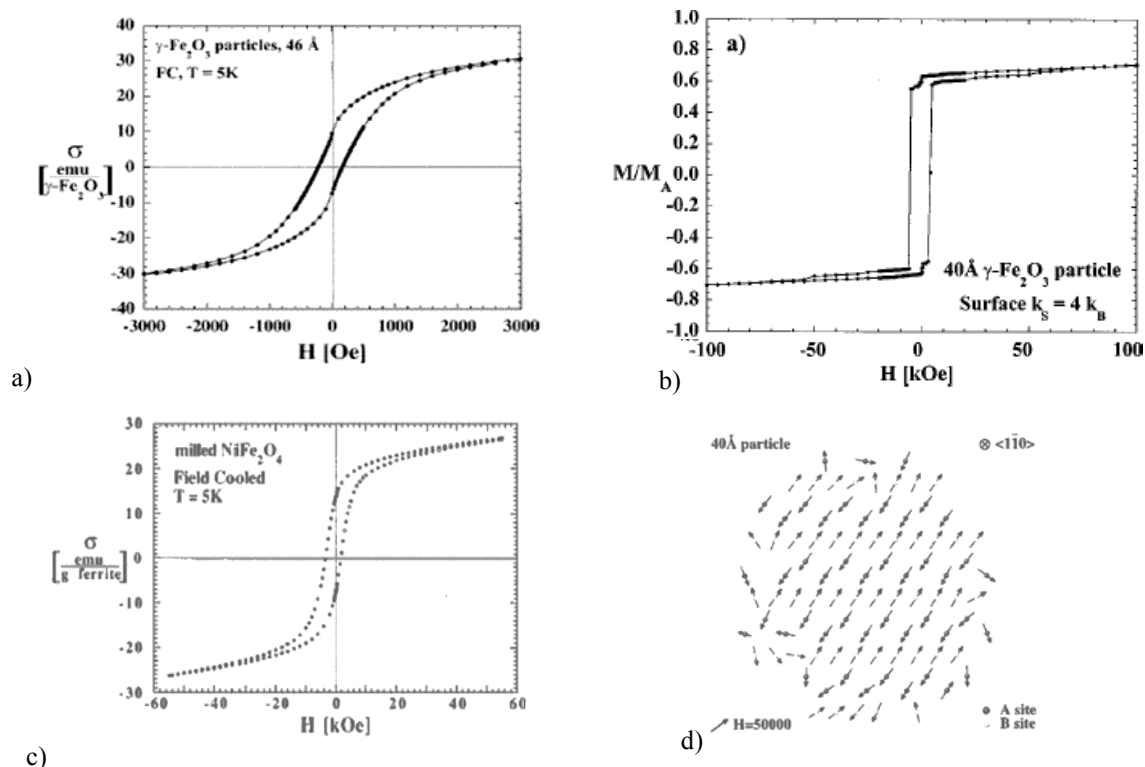 γ-Fe₂O₃ particles, 46 Å
FC, T = 5K
σ
[emu / γ-Fe₂O₃]
40
30
20
10
0
-10
-20
-30
-40
-3000 -2000 -1000 0 1000 2000 3000
H [Oe]
a)
a)
M/M_A
1.0
0.8
0.6
0.4
0.2
0.0
-0.2
-0.4
-0.6
-0.8
-1.0
40Å γ-Fe₂O₃ particle
Surface k_S = 4 k_B
-100 -50 0 50 100
H [kOe]
b)
milled NiFe₂O₄
Field Cooled
T = 5K
σ
[emu / g ferrite]
30
20
10
0
-10
-20
-30
-60 -40 -20 0 20 40 60
H [kOe]
c)
40Å particle
⊗ <11̄0>
H=50000
A site
B site
d)